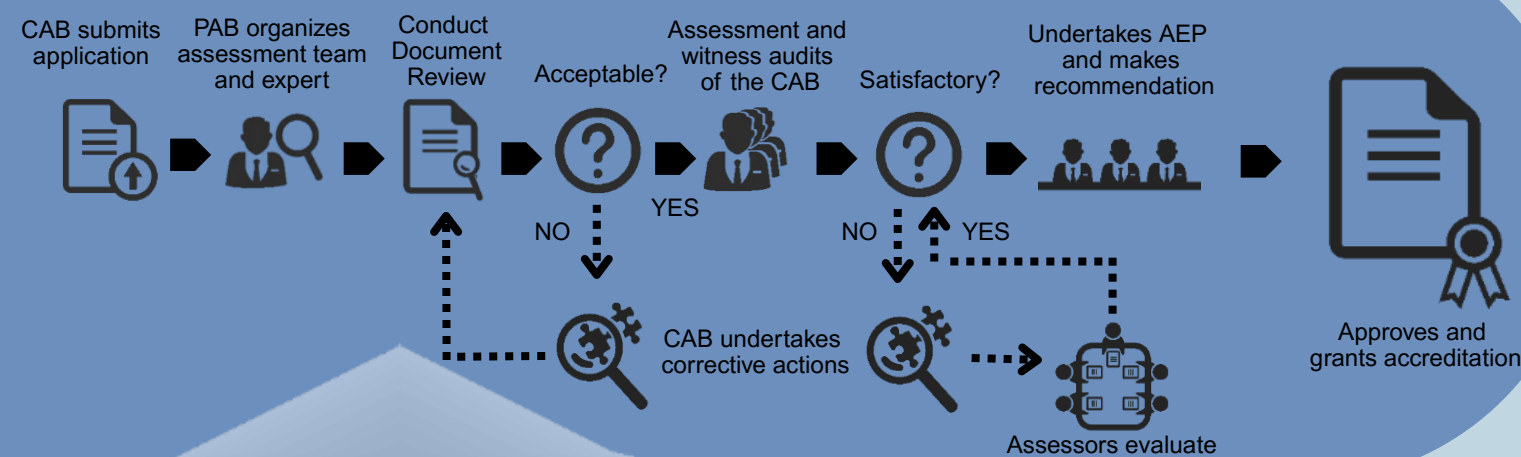 CAB submits
application
PAB organizes
assessment team
and expert
Conduct
Document
Review
Acceptable?
Assessment and
witness audits
of the CAB
Satisfactory?
Undertakes AEP
and makes
recommendation
YES
NO
NO
YES
CAB undertakes
corrective actions
Approves and
grants accreditation
Assessors evaluate